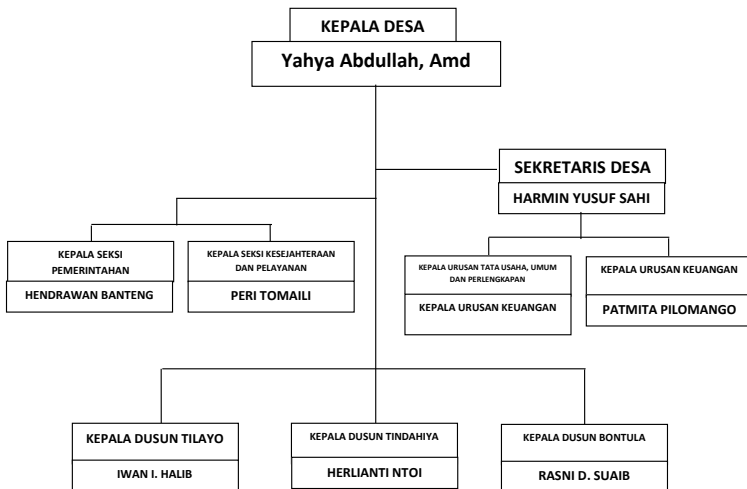 KEPALA DESA
Yahya Abdullah, Amd
SEKRETARIS DESA
HARMIN YUSUF SAHI
KEPALA SEKSI
PEMERINTAHAN
HENDRAWAN BANTENG
KEPALA SEKSI KESEJAHTERAAN
DAN PELAYANAN
PERI TOMAILI
KEPALA URUSAN TATA USAHA, UMUM
DAN PERLENGKAPAN
KEPALA URUSAN KEUANGAN
KEPALA URUSAN KEUANGAN
PATMITA PILOMANGO
KEPALA DUSUN TILAYO
IWAN I. HALIB
KEPALA DUSUN TINDAHIYA
HERLIANTI NTOI
KEPALA DUSUN BONTULA
RASNI D. SUAIB